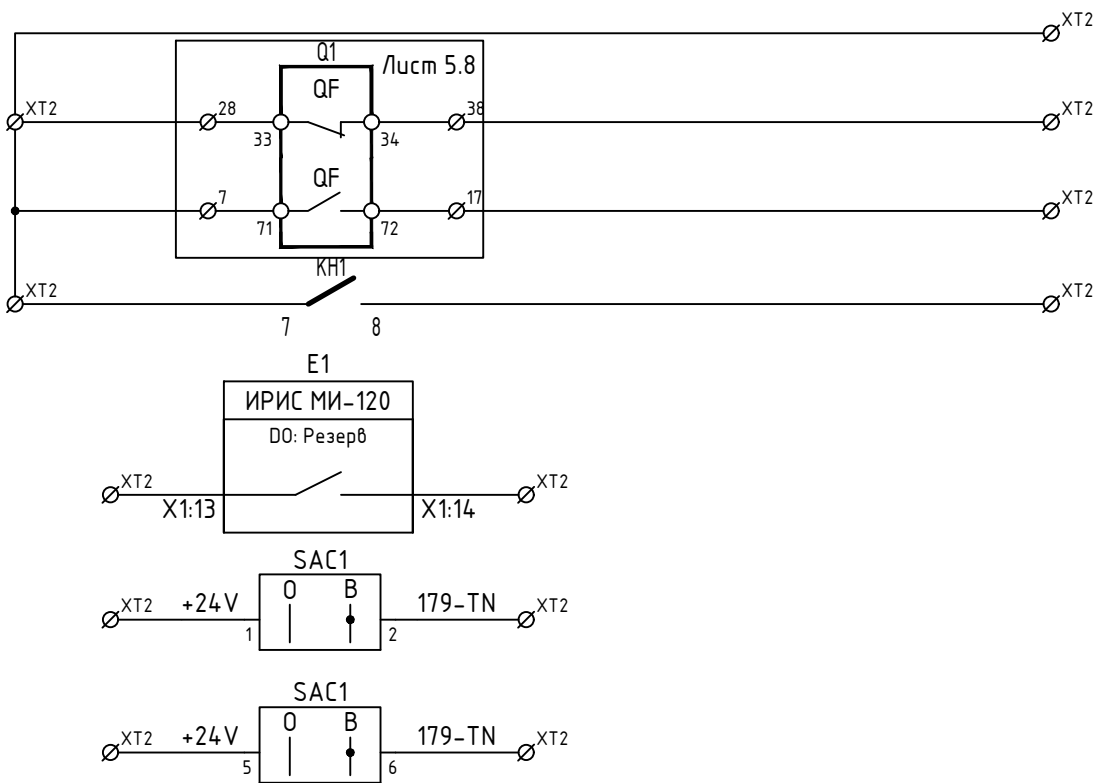 XT2
Q1 Лист 5.8
QF
XT2 28 38 XT2
33 34
QF
7 17 XT2
71 72
KH1
XT2 XT2
7 8
E1
ИРИС МИ-120
DO: Резерв
XT2 XT2
X1:13 X1:14
SAC1
O B
XT2 +24V 179-TN XT2
1 2
SAC1
O B
XT2 +24V 179-TN XT2
5 6